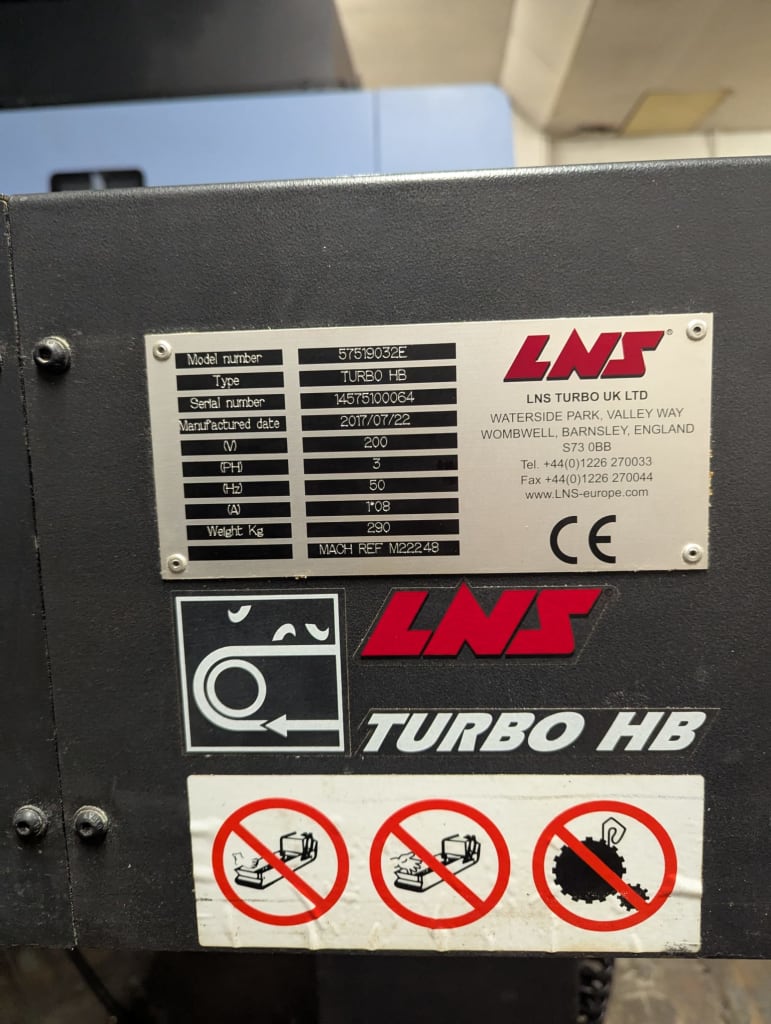 Model number 57519032E
Type TURBO HB
Serial number 14575100064
Manufactured date 2017/07/22
(V) 200
(PH) 3
(Hz) 50
(A) 1*08
Weight Kg 290
MACH REF M22248
LNS®
LNS TURBO UK LTD
WATERSIDE PARK, VALLEY WAY
WOMBWELL, BARNSLEY, ENGLAND
S73 0BB
Tel. +44(0)1226 270033
Fax +44(0)1226 270044
www.LNS-europe.com
CE
LNS®
TURBO HB